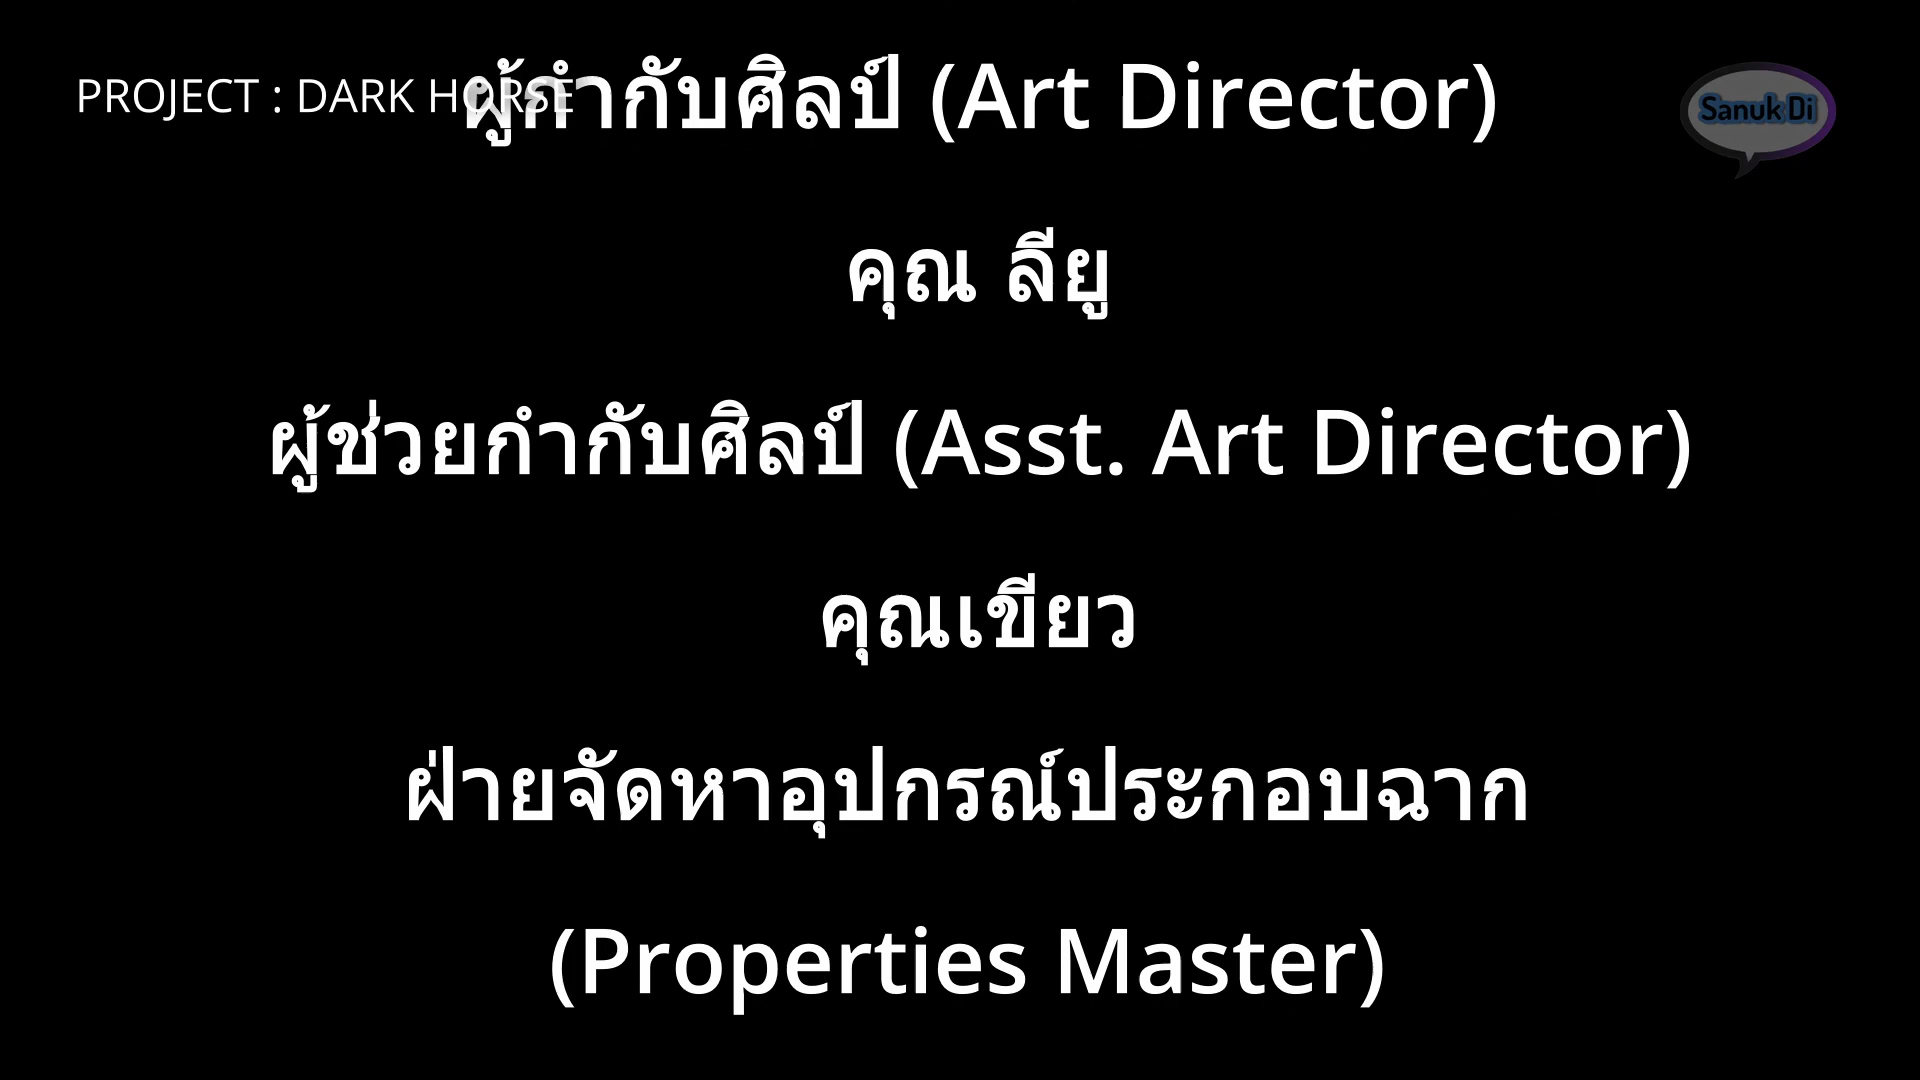 PROJECT : DARK HORSE
ผู้กำกับศิลป์ (Art Director)
Sanuk Di
คุณ ลียู
ผู้ช่วยกำกับศิลป์ (Asst. Art Director)
คุณเขียว
ฝ่ายจัดหาอุปกรณ์ประกอบฉาก
(Properties Master)